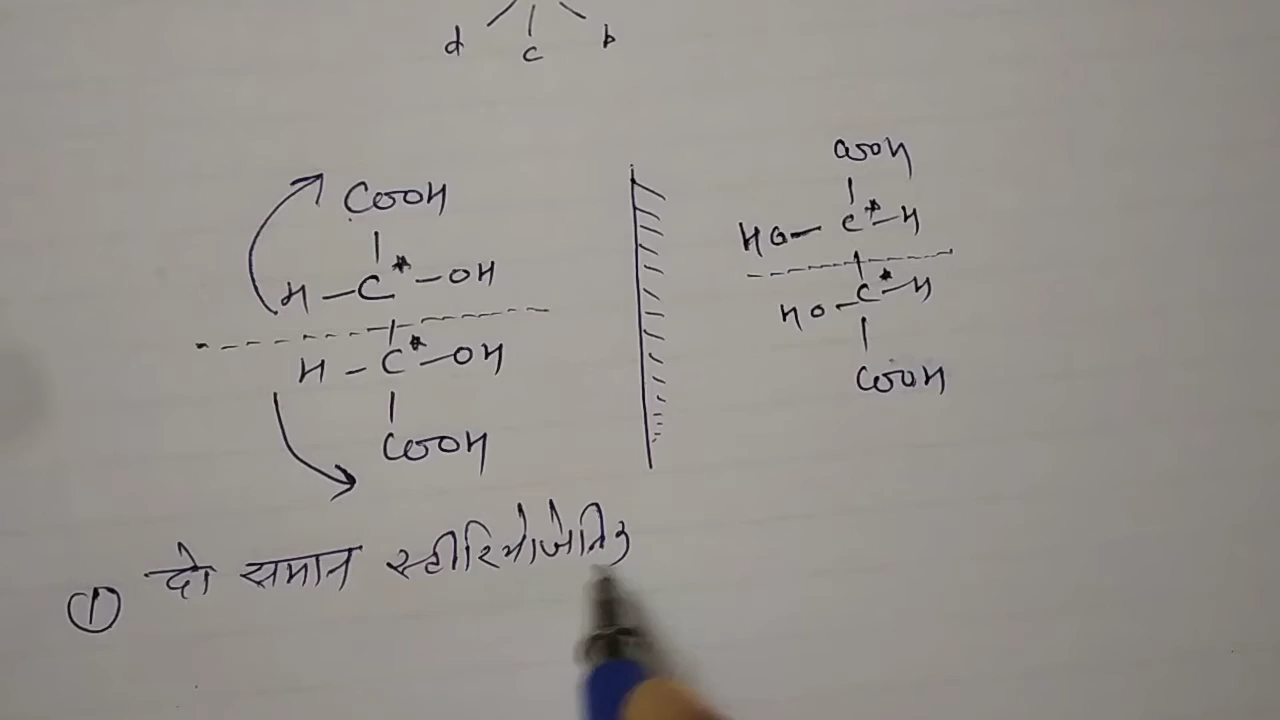 d c b
COOH
H – C* – OH
H – C* – OH
COOH
COOH
HO – C* – H
HO – C* – H
COOH
① दो समान स्टीरियोजेनि